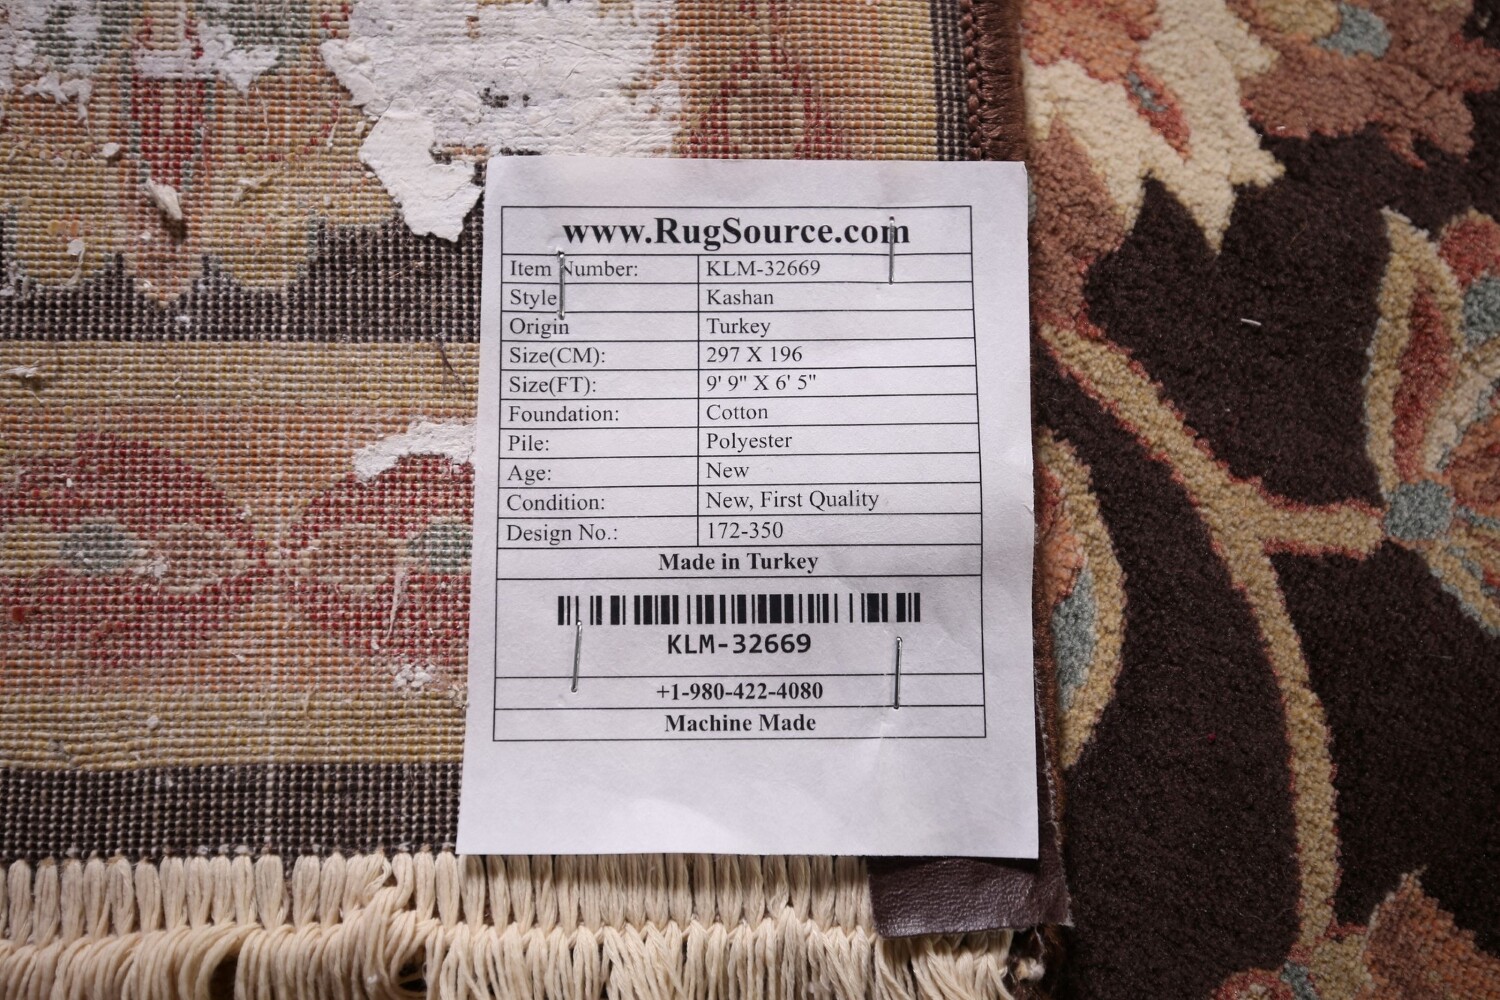 www.RugSource.com
Item Number: KLM-32669
Style Kashan
Origin Turkey
Size(CM): 297 X 196
Size(FT): 9' 9" X 6' 5"
Foundation: Cotton
Pile: Polyester
Age: New
Condition: New, First Quality
Design No.: 172-350
Made in Turkey
KLM-32669
+1-980-422-4080
Machine Made